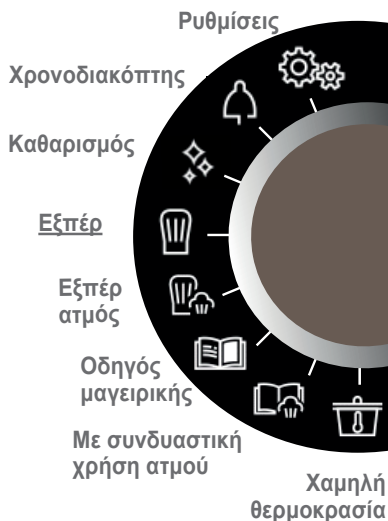 Ρυθμίσεις
Χρονοδιακόπτης
Καθαρισμός
Εξπέρ
Εξπέρ
ατμός
Οδηγός
μαγειρικής
Με συνδυαστική
χρήση ατμού
Χαμηλή
θερμοκρασία